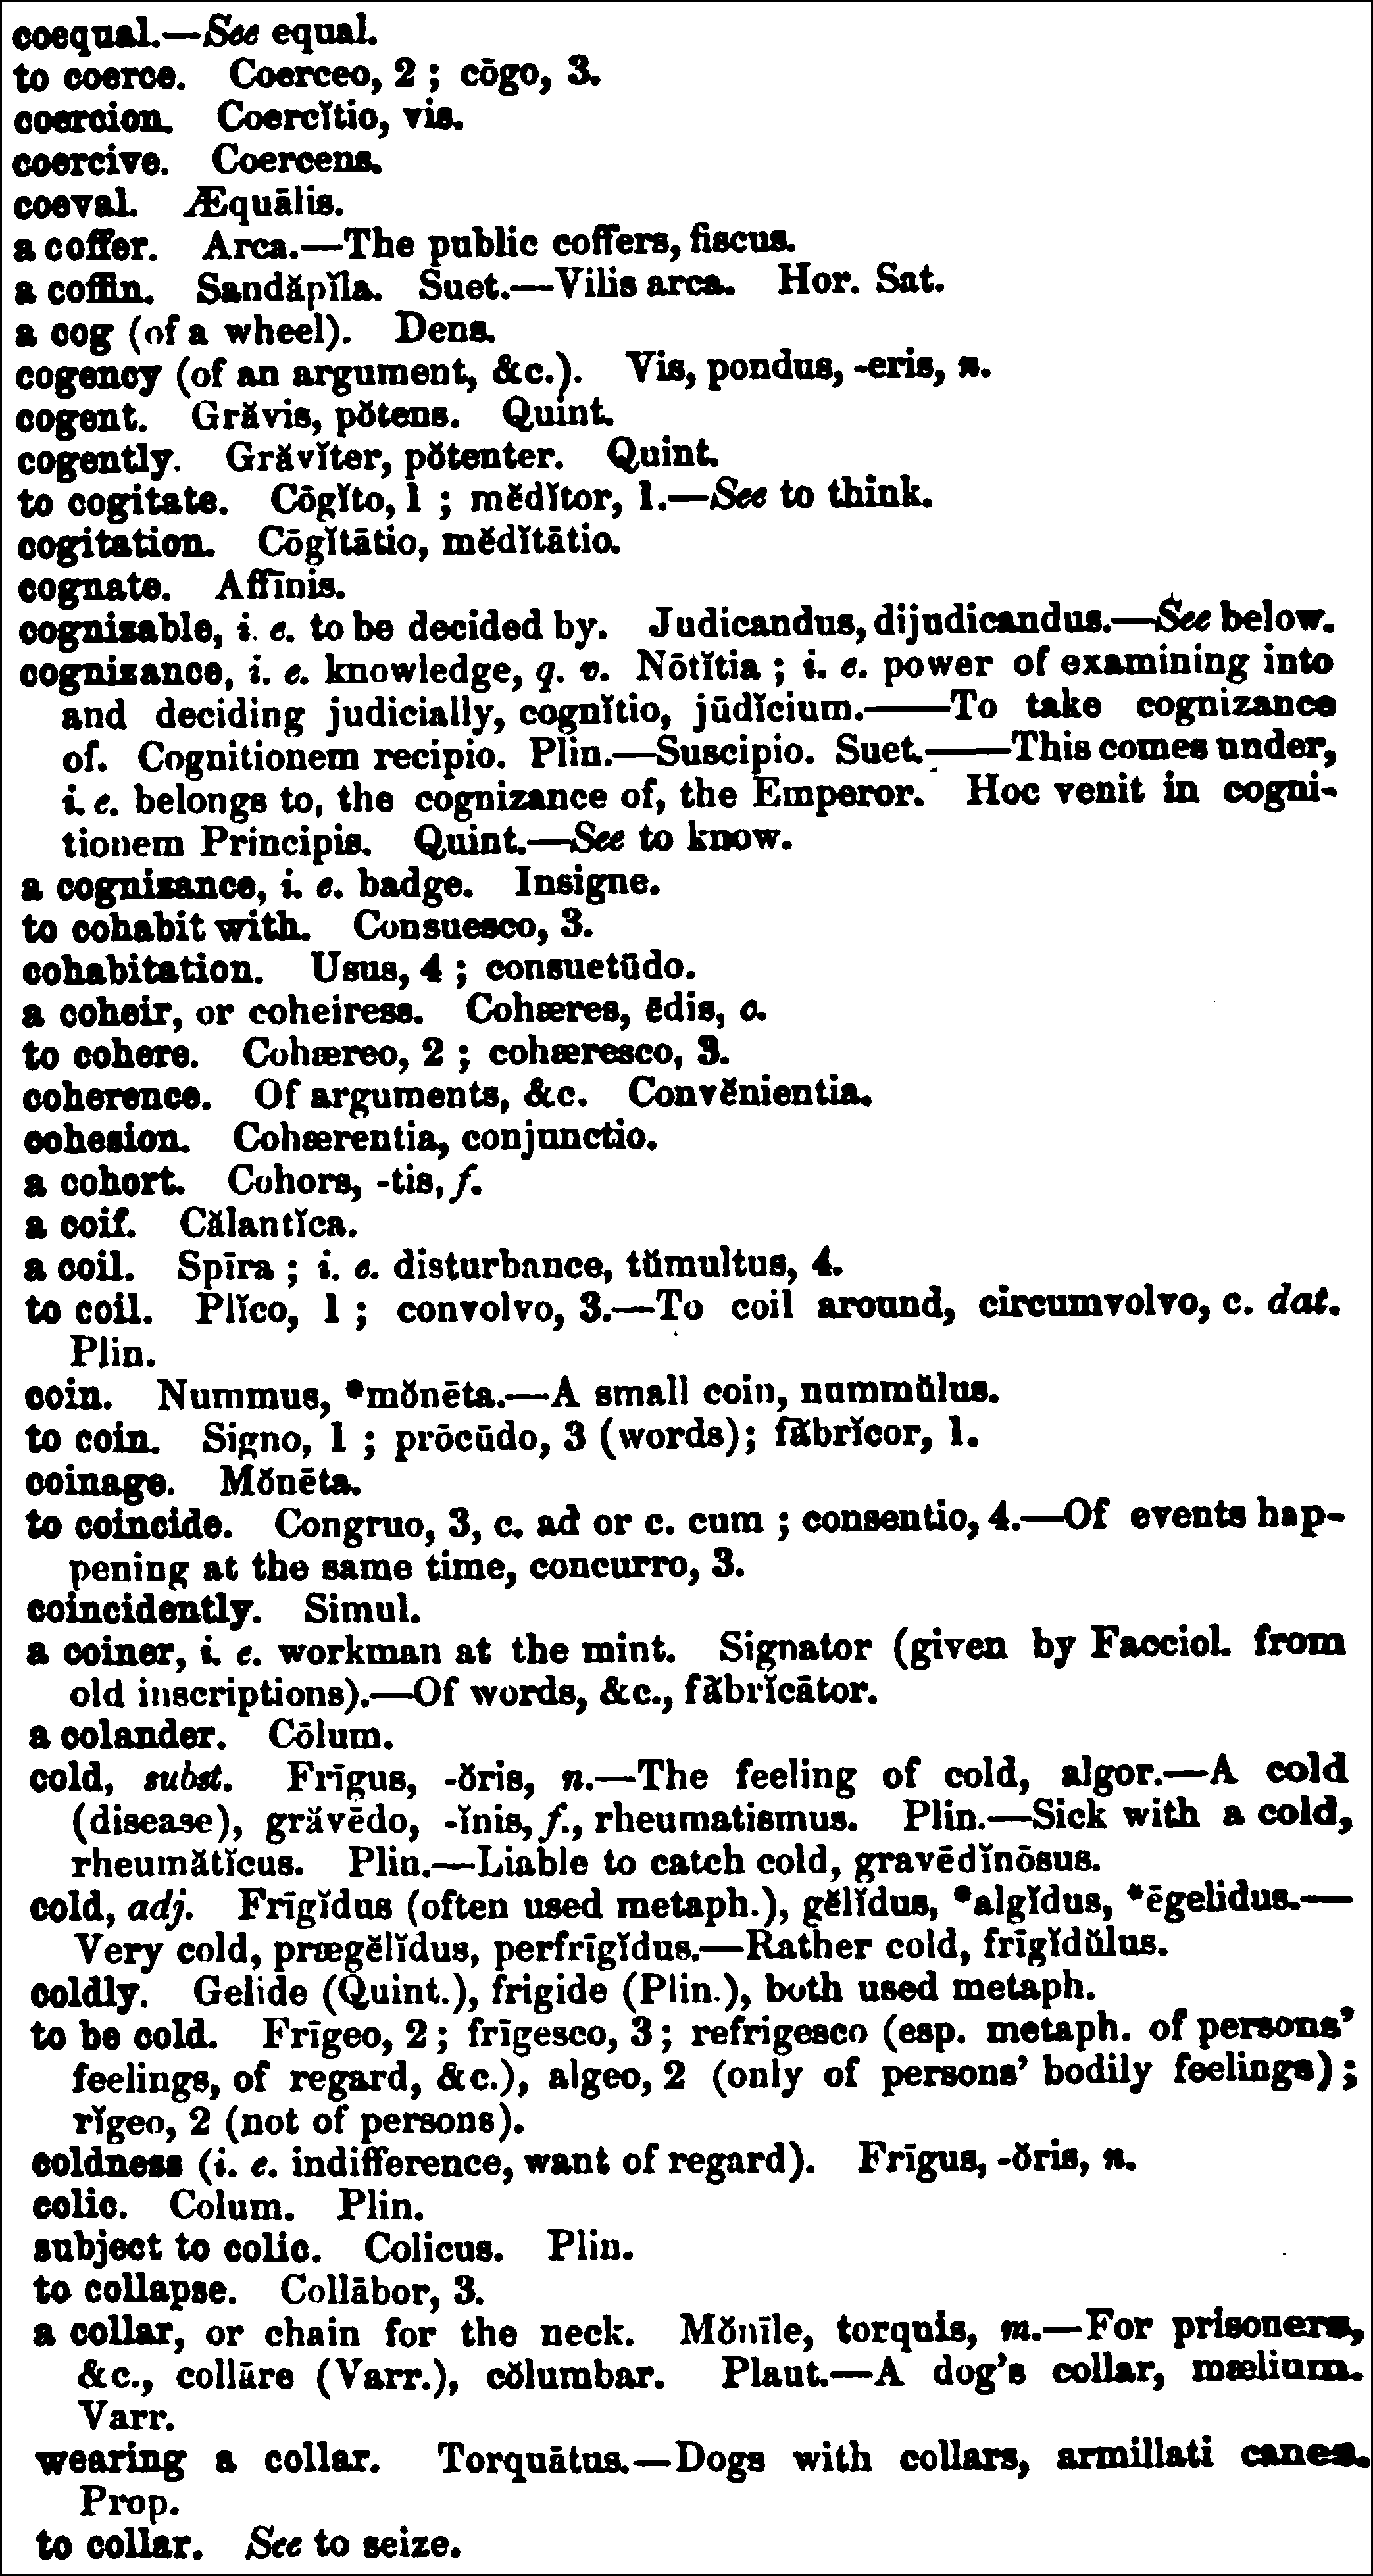 coequal.—See equal.
to coerce. Coerceo, 2 ; cōgo, 3.
coercion. Coercĭtio, vis.
coercive. Coercens.
coeval. Æquālis.
a coffer. Arca.—The public coffers, fiscus.
a coffin. Sandăpĭla. Suet.—Vilis arca. Hor. Sat.
a cog (of a wheel). Dens.
cogency (of an argument, &c.). Vis, pondus, -eris, n.
cogent. Grăvis, pŏtens. Quint.
cogently. Grăvĭter, pŏtenter. Quint.
to cogitate. Cōgĭto, 1 ; mĕdĭtor, 1.—See to think.
cogitation. Cōgĭtātio, mĕdĭtātio.
cognate. Affīnis.
cognizable, i. e. to be decided by. Judicandus, dijudicandus.—See below.
cognizance, i. e. knowledge, q. v. Nōtĭtia ; i. e. power of examining into
and deciding judicially, cognĭtio, jūdĭcium.——To take cognizance
of. Cognitionem recipio. Plin.—Suscipio. Suet.——This comes under,
i. e. belongs to, the cognizance of, the Emperor. Hoc venit in cogni-
tionem Principis. Quint.—See to know.
a cognizance, i. e. badge. Insigne.
to cohabit with. Consuesco, 3.
cohabitation. Usus, 4 ; consuetūdo.
a coheir, or coheiress. Cohæres, ēdis, c.
to cohere. Cohæreo, 2 ; cohæresco, 3.
coherence. Of arguments, &c. Convĕnientia.
cohesion. Cohærentia, conjunctio.
a cohort. Cohors, -tis, f.
a coif. Călantĭca.
a coil. Spīra ; i. e. disturbance, tŭmultus, 4.
to coil. Plĭco, 1 ; convolvo, 3.—To coil around, circumvolvo, c. dat.
Plin.
coin. Nummus, *mŏnēta.—A small coin, nummŭlus.
to coin. Signo, 1 ; prōcūdo, 3 (words); făbrĭcor, 1.
coinage. Mŏnēta.
to coincide. Congruo, 3, c. ad or c. cum ; consentio, 4.—Of events hap-
pening at the same time, concurro, 3.
coincidently. Simul.
a coiner, i. e. workman at the mint. Signator (given by Facciol. from
old inscriptions).—Of words, &c., făbrĭcātor.
a colander. Cōlum.
cold, subst. Frīgus, -ŏris, n.—The feeling of cold, algor.—A cold
(disease), grăvēdo, -ĭnis, f., rheumatismus. Plin.—Sick with a cold,
rheumătĭcus. Plin.—Liable to catch cold, gravēdĭnōsus.
cold, adj. Frīgĭdus (often used metaph.), gĕlĭdus, *algĭdus, *ēgelidus.—
Very cold, prægĕlĭdus, perfrīgĭdus.—Rather cold, frīgĭdŭlus.
coldly. Gelide (Quint.), frigide (Plin.), both used metaph.
to be cold. Frīgeo, 2 ; frīgesco, 3 ; refrigesco (esp. metaph. of persons’
feelings, of regard, &c.), algeo, 2 (only of persons’ bodily feelings) ;
rĭgeo, 2 (not of persons).
coldness (i. e. indifference, want of regard). Frīgus, -ŏris, n.
colic. Colum. Plin.
subject to colic. Colicus. Plin.
to collapse. Collābor, 3.
a collar, or chain for the neck. Mŏnīle, torquis, m.—For prisoners,
&c., collāre (Varr.), cŏlumbar. Plaut.—A dog’s collar, mælium.
Varr.
wearing a collar. Torquātus.—Dogs with collars, armillati canes.
Prop.
to collar. See to seize.